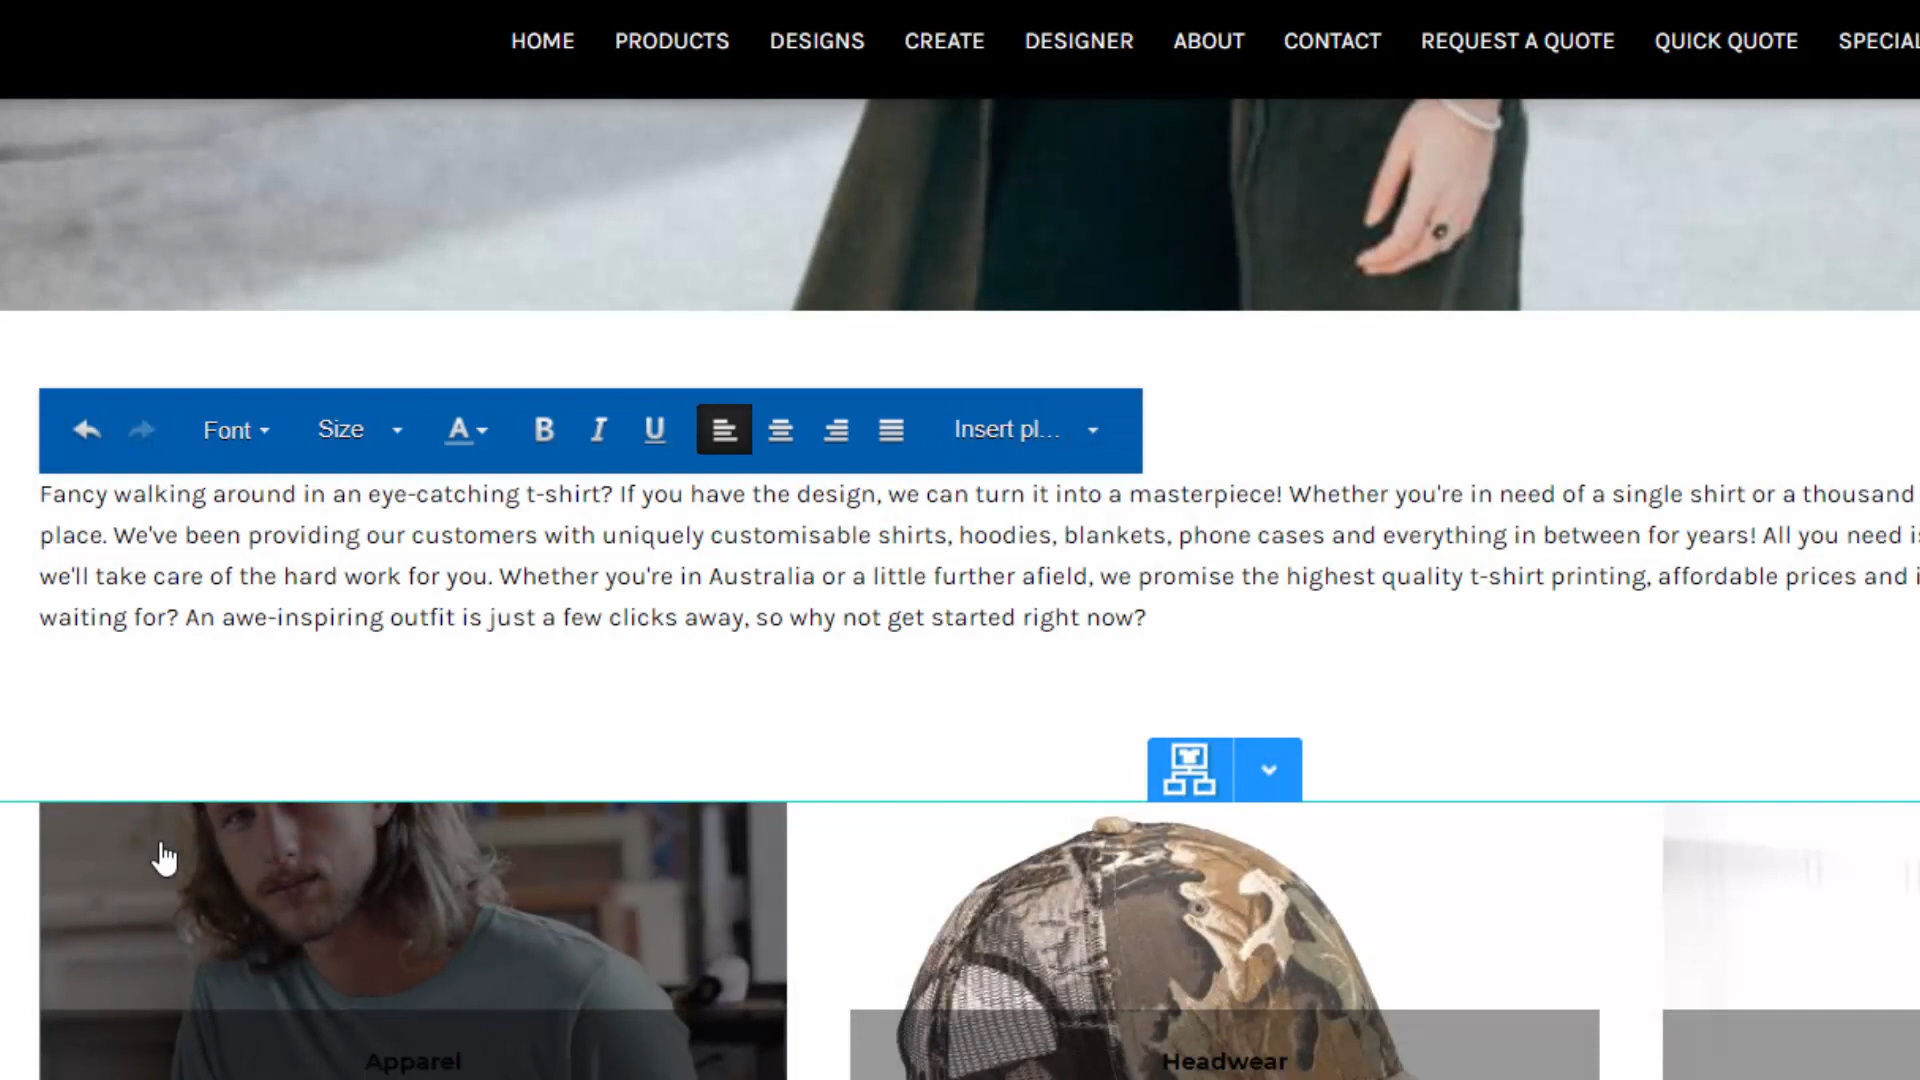 HOME PRODUCTS DESIGNS CREATE DESIGNER ABOUT CONTACT REQUEST A QUOTE QUICK QUOTE SPECIAL
Font Size A B I U Insert pl...
Fancy walking around in an eye-catching t-shirt? If you have the design, we can turn it into a masterpiece! Whether you're in need of a single shirt or a thousand
place. We've been providing our customers with uniquely customisable shirts, hoodies, blankets, phone cases and everything in between for years! All you need is
we'll take care of the hard work for you. Whether you're in Australia or a little further afield, we promise the highest quality t-shirt printing, affordable prices and i
waiting for? An awe-inspiring outfit is just a few clicks away, so why not get started right now?
Apparel Headwear